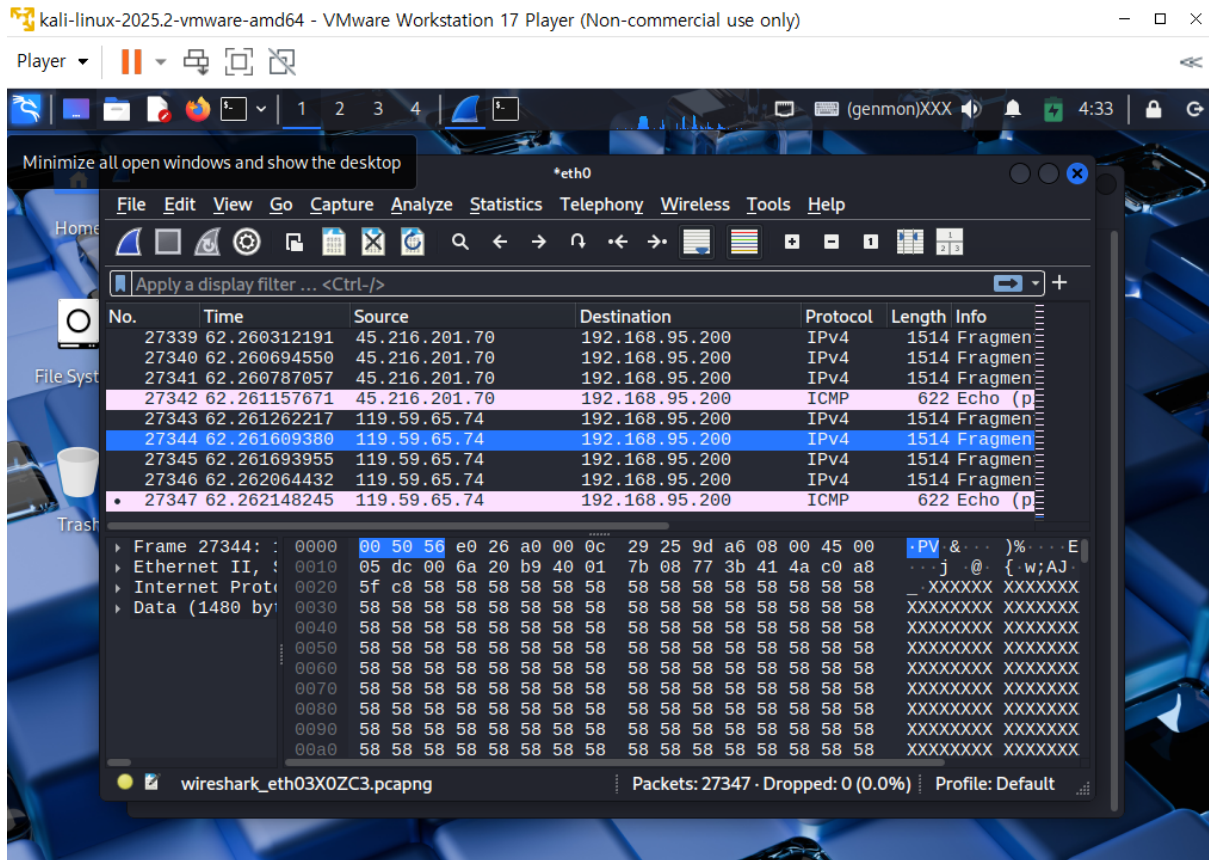 kali-linux-2025.2-vmware-amd64 - VMware Workstation 17 Player (Non-commercial use only)
Player
1 2 3 4 (genmon)XXX 4:33
Minimize all open windows and show the desktop
*eth0
File Edit View Go Capture Analyze Statistics Telephony Wireless Tools Help
Home
Apply a display filter ... <Ctrl-/>
No. Time Source Destination Protocol Length Info
27339 62.260312191 45.216.201.70 192.168.95.200 IPv4 1514 Fragmen
27340 62.260694550 45.216.201.70 192.168.95.200 IPv4 1514 Fragmen
27341 62.260787057 45.216.201.70 192.168.95.200 IPv4 1514 Fragmen
File Syst
27342 62.261157671 45.216.201.70 192.168.95.200 ICMP 622 Echo (p
27343 62.261262217 119.59.65.74 192.168.95.200 IPv4 1514 Fragmen
27344 62.261609380 119.59.65.74 192.168.95.200 IPv4 1514 Fragmen
27345 62.261693955 119.59.65.74 192.168.95.200 IPv4 1514 Fragmen
27346 62.262064432 119.59.65.74 192.168.95.200 IPv4 1514 Fragmen
27347 62.262148245 119.59.65.74 192.168.95.200 ICMP 622 Echo (p
Trash
Frame 27344: 0000 00 50 56 e0 26 a0 00 0c 29 25 9d a6 08 00 45 00 ·PV·&··· )%····E
Ethernet II, 0010 05 dc 00 6a 20 b9 40 01 7b 08 77 3b 41 4a c0 a8 ···j ·@· {·w;AJ·
Internet Proto 0020 5f c8 58 58 58 58 58 58 58 58 58 58 58 58 58 58 _·XXXXXX XXXXXXX
Data (1480 byt 0030 58 58 58 58 58 58 58 58 58 58 58 58 58 58 58 58 XXXXXXXX XXXXXXX
0040 58 58 58 58 58 58 58 58 58 58 58 58 58 58 58 58 XXXXXXXX XXXXXXX
0050 58 58 58 58 58 58 58 58 58 58 58 58 58 58 58 58 XXXXXXXX XXXXXXX
0060 58 58 58 58 58 58 58 58 58 58 58 58 58 58 58 58 XXXXXXXX XXXXXXX
0070 58 58 58 58 58 58 58 58 58 58 58 58 58 58 58 58 XXXXXXXX XXXXXXX
0080 58 58 58 58 58 58 58 58 58 58 58 58 58 58 58 58 XXXXXXXX XXXXXXX
0090 58 58 58 58 58 58 58 58 58 58 58 58 58 58 58 58 XXXXXXXX XXXXXXX
00a0 58 58 58 58 58 58 58 58 58 58 58 58 58 58 58 58 XXXXXXXX XXXXXXX
wireshark_eth03X0ZC3.pcapng Packets: 27347 · Dropped: 0 (0.0%) Profile: Default